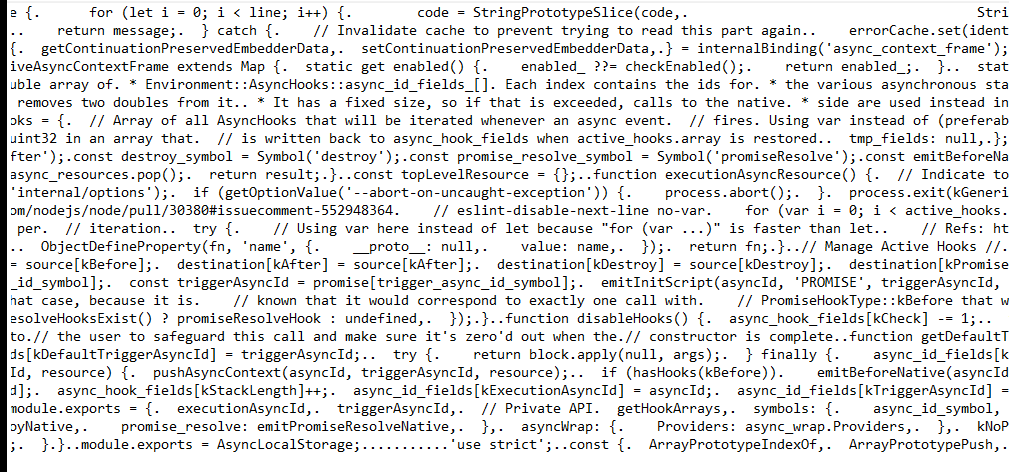 e {.      for (let i = 0; i < line; i++) {.        code = StringPrototypeSlice(code,.                                    Stri
..      return message;.  } catch {.    // Invalidate cache to prevent trying to read this part again..    errorCache.set(ident
{.  getContinuationPreservedEmbedderData,.  setContinuationPreservedEmbedderData,.} = internalBinding('async_context_frame');
iveAsyncContextFrame extends Map {.  static get enabled() {.    enabled_ ??= checkEnabled();.    return enabled_;.  }..  stat
uble array of. * Environment::AsyncHooks::async_id_fields_[]. Each index contains the ids for. * the various asynchronous sta
 removes two doubles from it.. * It has a fixed size, so if that is exceeded, calls to the native. * side are used instead in
oks = {.  // Array of all AsyncHooks that will be iterated whenever an async event.  // fires. Using var instead of (preferab
uint32 in an array that.  // is written back to async_hook_fields when active_hooks.array is restored..  tmp_fields: null,.};
fter');.const destroy_symbol = Symbol('destroy');.const promise_resolve_symbol = Symbol('promiseResolve');.const emitBeforeNa
async_resources.pop();.  return result;.}..const topLevelResource = {};..function executionAsyncResource() {.  // Indicate to
'internal/options');.  if (getOptionValue('--abort-on-uncaught-exception')) {.    process.abort();.  }.  process.exit(kGeneri
om/nodejs/node/pull/30380#issuecomment-552948364.    // eslint-disable-next-line no-var.    for (var i = 0; i < active_hooks.
 per.  // iteration..  try {.    // Using var here instead of let because "for (var ...)" is faster than let..    // Refs: ht
..  ObjectDefineProperty(fn, 'name', {.    __proto__: null,.    value: name,.  });.  return fn;.}..// Manage Active Hooks //.
= source[kBefore];.  destination[kAfter] = source[kAfter];.  destination[kDestroy] = source[kDestroy];.  destination[kPromise
_id_symbol];.  const triggerAsyncId = promise[trigger_async_id_symbol];.  emitInitScript(asyncId, 'PROMISE', triggerAsyncId, 
hat case, because it is.    // known that it would correspond to exactly one call with.    // PromiseHookType::kBefore that w
esolveHooksExist() ? promiseResolveHook : undefined,.  });.}..function disableHooks() {.  async_hook_fields[kCheck] -= 1;..
to.// the user to safeguard this call and make sure it's zero'd out when the.// constructor is complete..function getDefaultT
ds[kDefaultTriggerAsyncId] = triggerAsyncId;..  try {.    return block.apply(null, args);.  } finally {.    async_id_fields[k
Id, resource) {.  pushAsyncContext(asyncId, triggerAsyncId, resource);..  if (hasHooks(kBefore)).    emitBeforeNative(asyncId
d];.  async_hook_fields[kStackLength]++;.  async_id_fields[kExecutionAsyncId] = asyncId;.  async_id_fields[kTriggerAsyncId] =
module.exports = {.  executionAsyncId,.  triggerAsyncId,.  // Private API.  getHookArrays,.  symbols: {.    async_id_symbol,
oyNative,.    promise_resolve: emitPromiseResolveNative,.  },.  asyncWrap: {.    Providers: async_wrap.Providers,.  },.  kNoP
;.  }.}..module.exports = AsyncLocalStorage;...........'use strict';..const {.  ArrayPrototypeIndexOf,.  ArrayPrototypePush,.